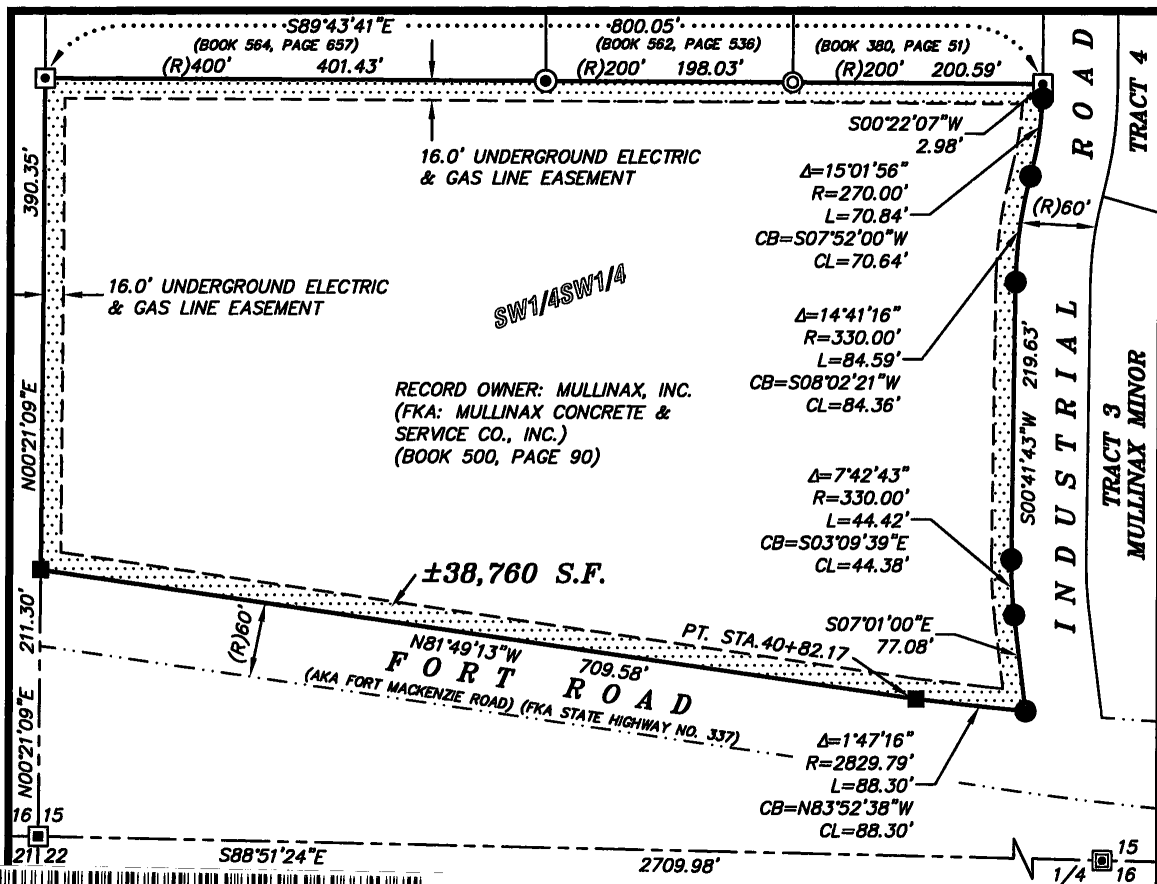 S89°43'41"E 800.05'
(BOOK 564, PAGE 657) (BOOK 562, PAGE 536) (BOOK 380, PAGE 51)
(R)400' 401.43' (R)200' 198.03' (R)200' 200.59'
S00°22'07"W
2.98'
16.0' UNDERGROUND ELECTRIC
& GAS LINE EASEMENT
Δ=15°01'56"
R=270.00'
L=70.84'
CB=S07°52'00"W
CL=70.64'
(R)60'
390.35'
N00°21'09"E
16.0' UNDERGROUND ELECTRIC
& GAS LINE EASEMENT
SW1/4SW1/4
Δ=14°41'16"
R=330.00'
L=84.59'
CB=S08°02'21"W
CL=84.36'
RECORD OWNER: MULLINAX, INC.
(FKA: MULLINAX CONCRETE &
SERVICE CO., INC.)
(BOOK 500, PAGE 90)
S00°41'43"W 219.63'
INDUSTRIAL ROAD
TRACT 4
TRACT 3
MULLINAX MINOR
Δ=7°42'43"
R=330.00'
L=44.42'
CB=S03°09'39"E
CL=44.38'
±38,760 S.F.
S07°01'00"E
77.08'
PT. STA.40+82.17
(R)60'
N81°49'13"W 709.58'
FORT ROAD
(AKA FORT MACKENZIE ROAD) (FKA STATE HIGHWAY NO. 337)
Δ=1°47'16"
R=2829.79'
L=88.30'
CB=N83°52'38"W
CL=88.30'
N00°21'09"E 211.30'
16 15
21 22
S88°51'24"E 2709.98'
1/4
15
16